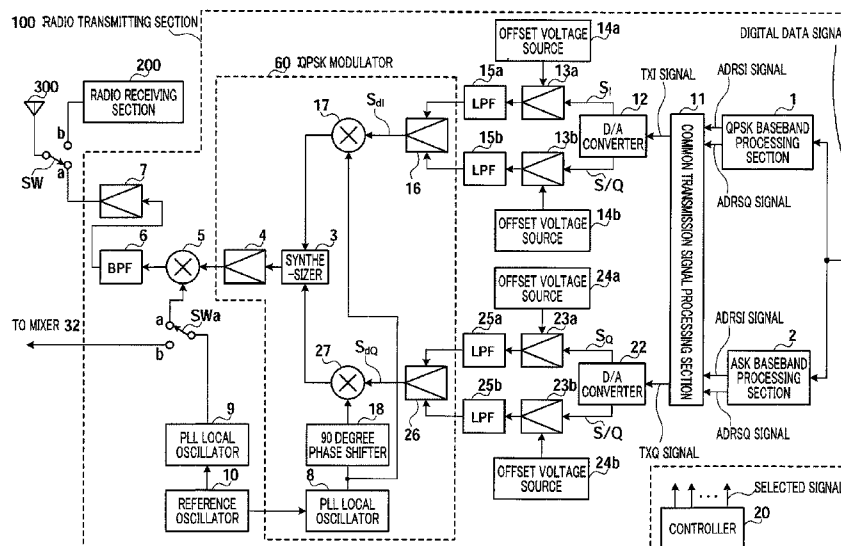 100 RADIO TRANSMITTING SECTION
200
RADIO RECEIVING SECTION
300
b
a
SW
7
6
BPF
5
4
3
SYNTHE-SIZER
a
SWa
b
TO MIXER 32
9
PLL LOCAL OSCILLATOR
10
REFERENCE OSCILLATOR
60 QPSK MODULATOR
17
SdI
16
27
SdQ
26
18
90 DEGREE PHASE SHIFTER
8
PLL LOCAL OSCILLATOR
OFFSET VOLTAGE SOURCE
14a
15a
LPF
13a
15b
LPF
13b
12
D/A CONVERTER
S/Q
OFFSET VOLTAGE SOURCE
14b
24a
OFFSET VOLTAGE SOURCE
25a
LPF
23a
SQ
25b
LPF
23b
22
D/A CONVERTER
S/Q
OFFSET VOLTAGE SOURCE
24b
TXI SIGNAL
11
COMMON TRANSMISSION SIGNAL PROCESSING SECTION
TXQ SIGNAL
DIGITAL DATA SIGNA
ADRSI SIGNAL
1
QPSK BASEBAND PROCESSING SECTION
ADRSQ SIGNAL
ADRSI SIGNAL
2
ASK BASEBAND PROCESSING SECTION
ADRSQ SIGNAL
SELECTED SIGNAL
CONTROLLER
20